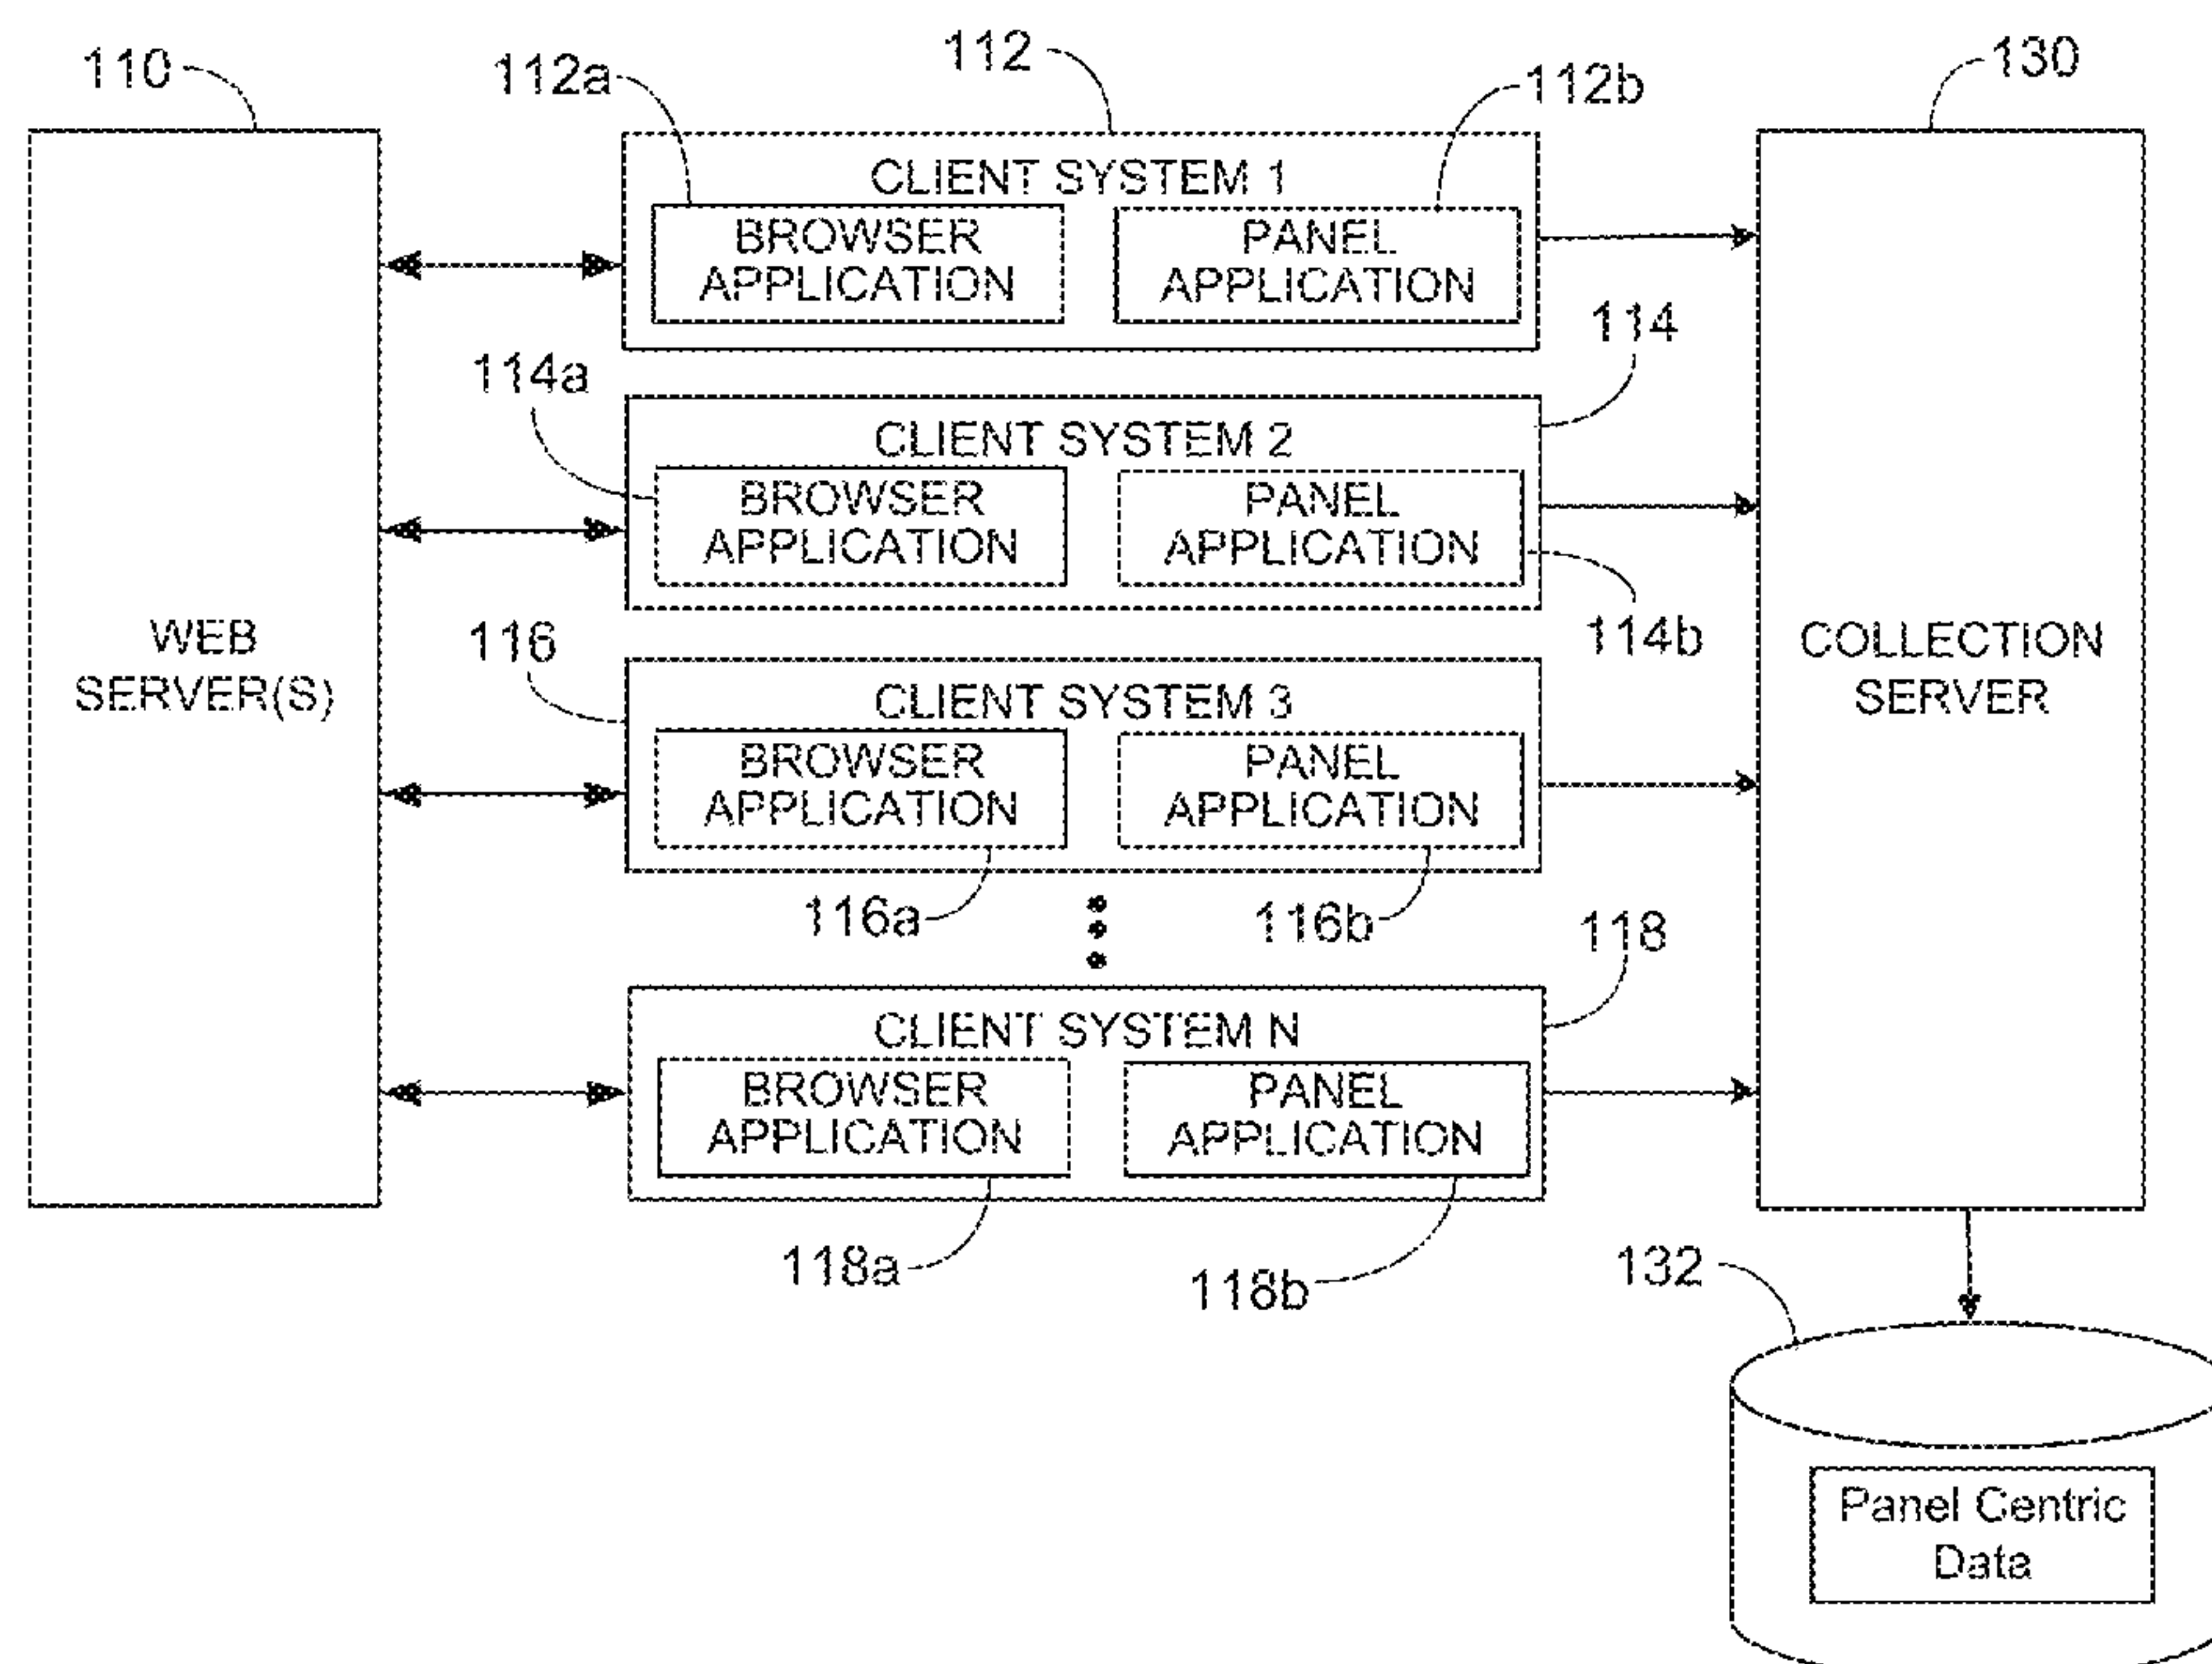 110
112a
112
112b
130
CLIENT SYSTEM 1
BROWSER
APPLICATION
PANEL
APPLICATION
114
114a
CLIENT SYSTEM 2
BROWSER
APPLICATION
PANEL
APPLICATION
114b
WEB
SERVER(S)
COLLECTION
SERVER
116
CLIENT SYSTEM 3
BROWSER
APPLICATION
PANEL
APPLICATION
116a
116b
118
CLIENT SYSTEM N
BROWSER
APPLICATION
PANEL
APPLICATION
118a
118b
132
Panel Centric
Data